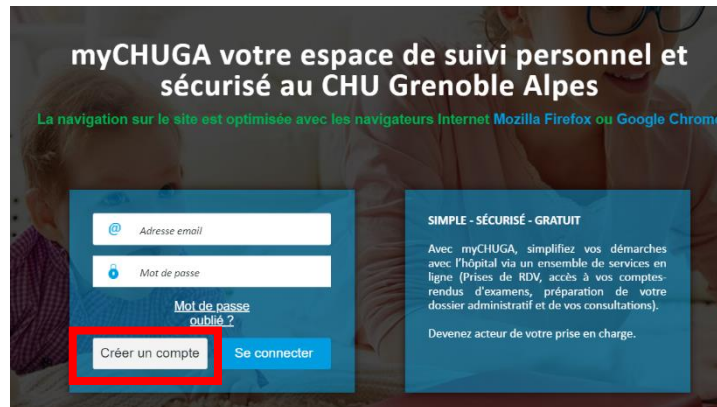 myCHUGA votre espace de suivi personnel et
sécurisé au CHU Grenoble Alpes
La navigation sur le site est optimisée avec les navigateurs Internet Mozilla Firefox ou Google Chrome
@ Adresse email
Mot de passe
Mot de passe
oublié ?
Créer un compte Se connecter
SIMPLE - SÉCURISÉ - GRATUIT
Avec myCHUGA, simplifiez vos démarches
avec l'hôpital via un ensemble de services en
ligne (Prises de RDV, accès à vos comptes-
rendus d'examens, préparation de votre
dossier administratif et de vos consultations).
Devenez acteur de votre prise en charge.